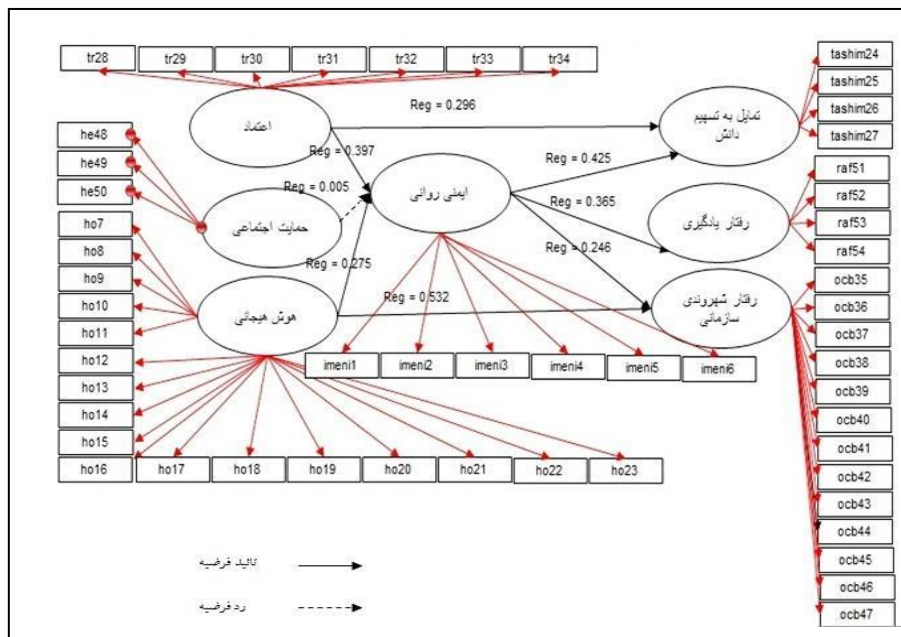 tr28
tr29
tr30
tr31
tr32
tr33
tr34
tashim24
tashim25
tashim26
tashim27
Reg = 0.296
اعتماد
تمایل به تسهیم
دانش
he48
he49
he50
Reg = 0.397
Reg = 0.005
ایمنی روانی
Reg = 0.425
Reg = 0.365
Reg = 0.246
حمایت اجتماعی
رفتار یادگیری
raf51
raf52
raf53
raf54
Reg = 0.275
Reg = 0.532
هوش هیجانی
رفتار شهروندی
سازمانی
ho7
ho8
ho9
ho10
ho11
ho12
ho13
ho14
ho15
ho16
ho17
ho18
ho19
ho20
ho21
ho22
ho23
imeni1
imeni2
imeni3
imeni4
imeni5
imeni6
ocb35
ocb36
ocb37
ocb38
ocb39
ocb40
ocb41
ocb42
ocb43
ocb44
ocb45
ocb46
ocb47
تائید فرضیه
رد فرضیه